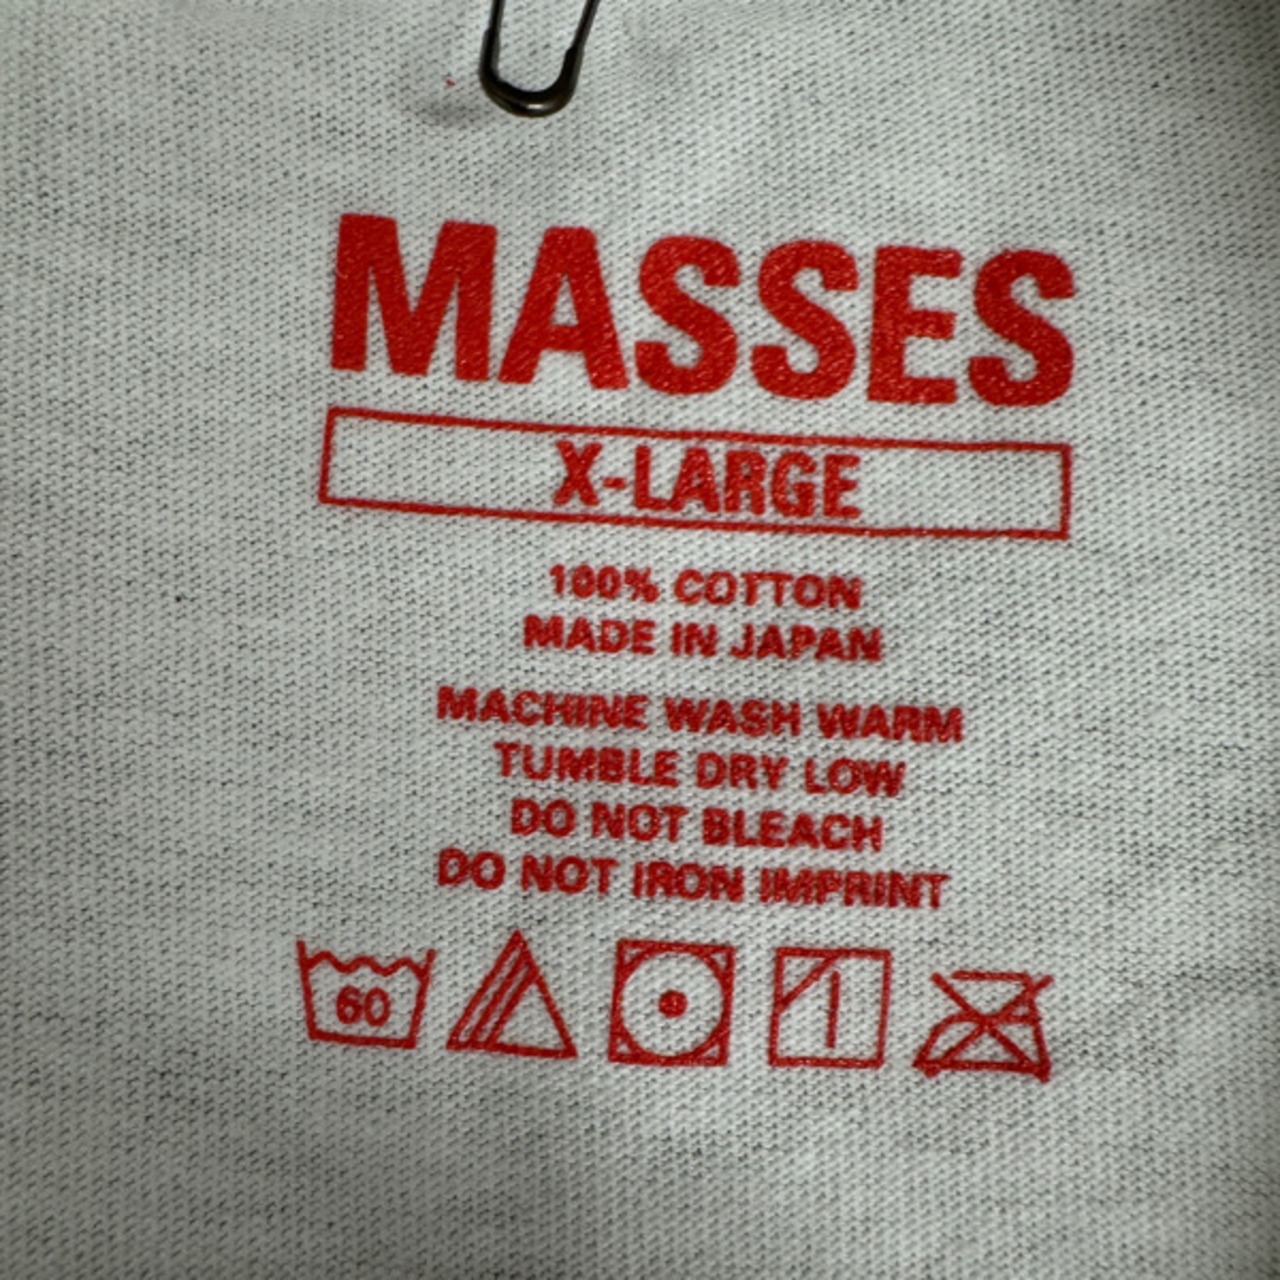 MASSES
X-LARGE
100% COTTON
MADE IN JAPAN
MACHINE WASH WARM
TUMBLE DRY LOW
DO NOT BLEACH
DO NOT IRON IMPRINT
60